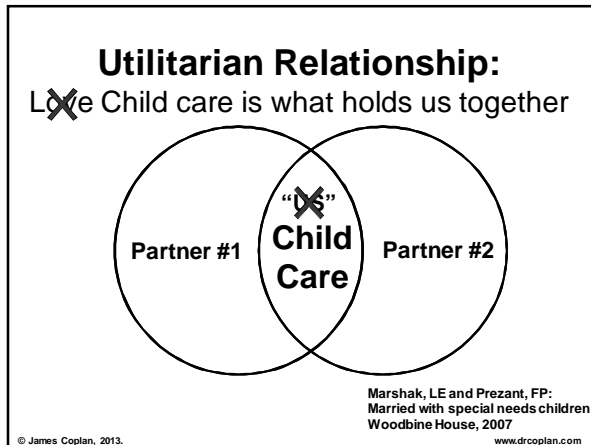 Utilitarian Relationship:
Love Child care is what holds us together
“US”
Child
Care
Partner #1
Partner #2
Marshak, LE and Prezant, FP:
Married with special needs children
Woodbine House, 2007
© James Coplan, 2013.
www.drcoplan.com